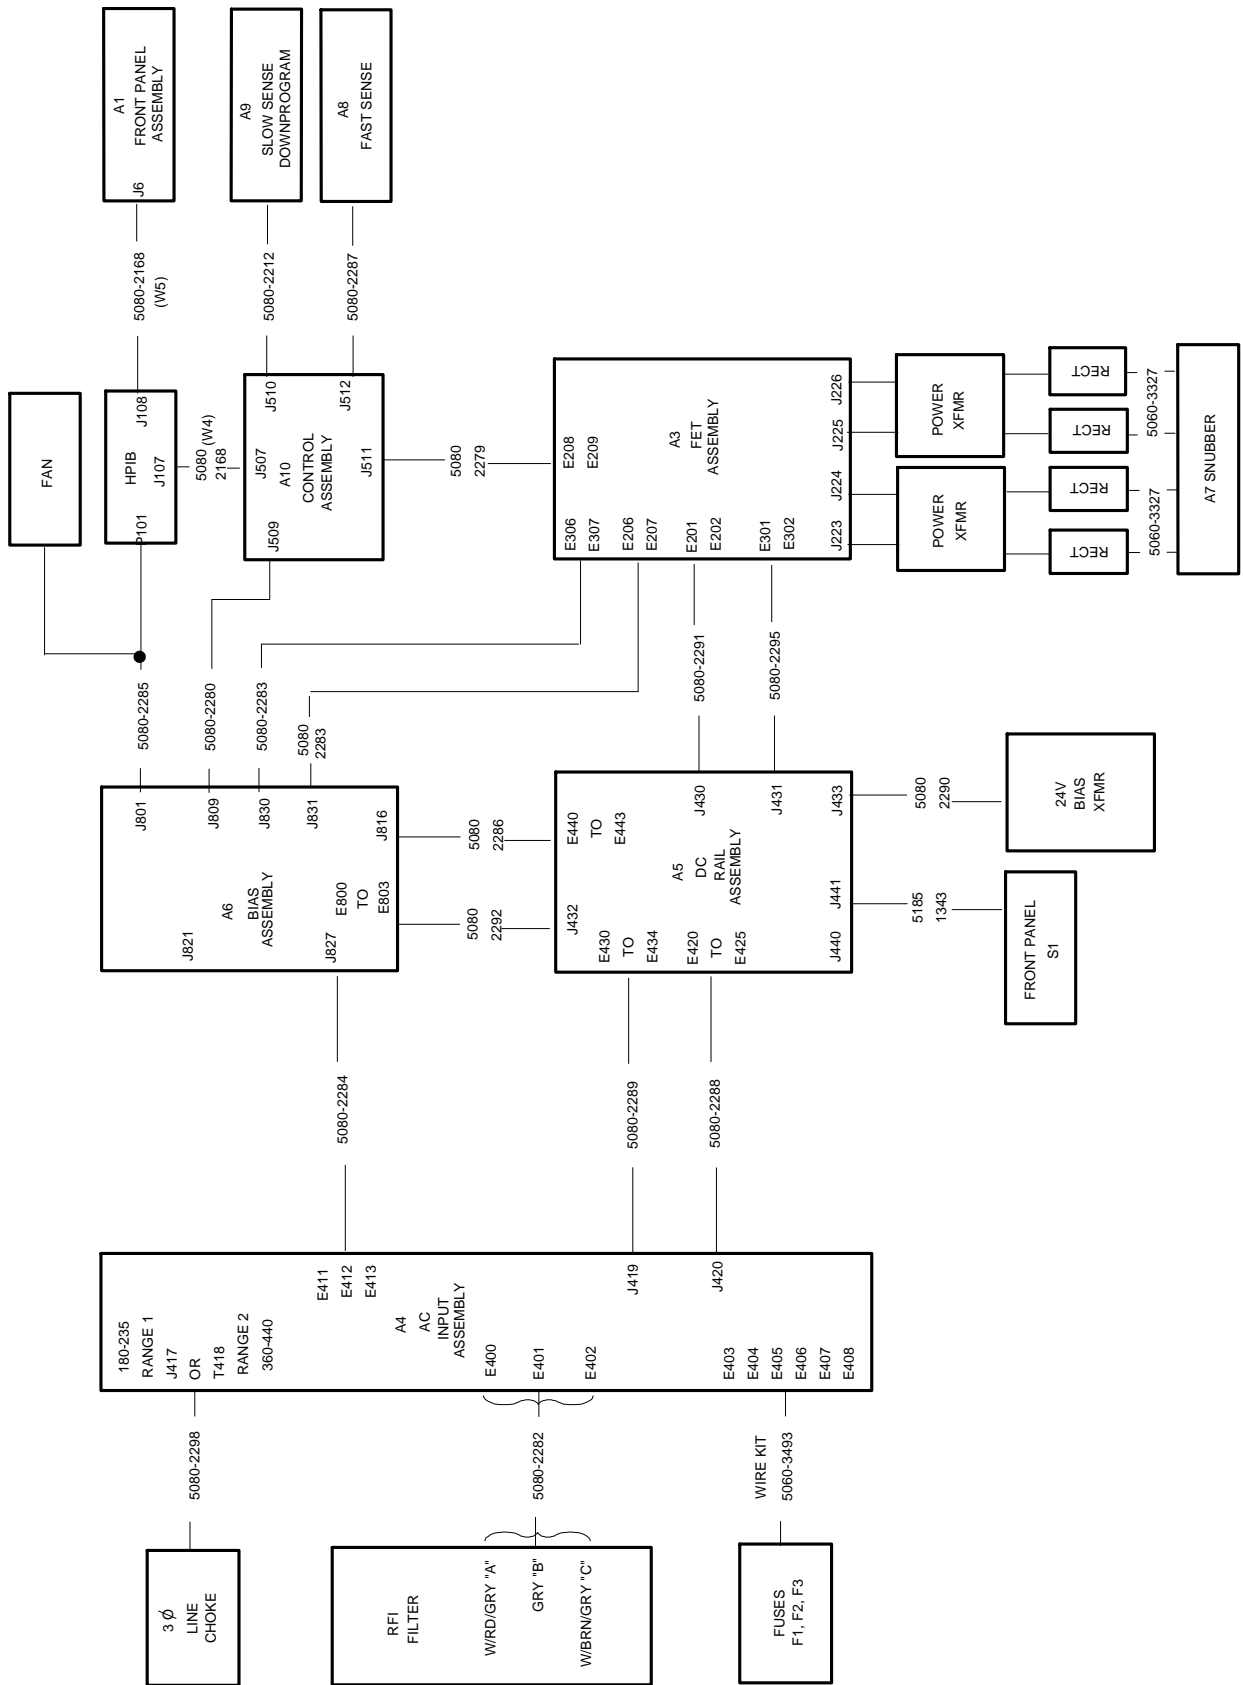 3 Ø
LINE
CHOKE
5080-2298
180-235
RANGE 1
J417
OR
T418
RANGE 2
360-440
RFI
FILTER
W/RD/GRY "A"
GRY "B"
W/BRN/GRY "C"
5080-2282
E400
E401
E402
FUSES
F1, F2, F3
WIRE KIT
5060-3493
E403
E404
E405
E406
E407
E408
A4
AC
INPUT
ASSEMBLY
E411
E412
E413
J419
J420
5080-2284
5080-2289
5080-2288
J821
J827
A6
BIAS
ASSEMBLY
E800
TO
E803
J801
J809
J830
J831
J816
5080
2292
5080
2286
J432
E440
TO
E443
E430
TO
E434
E420
TO
E425
A5
DC
RAIL
ASSEMBLY
J430
J431
J433
J440
J441
5185
1343
FRONT PANEL
S1
5080
2290
24V
BIAS
XFMR
5080-2285
5080-2280
5080-2283
5080
2283
5080-2291
5080-2295
FAN
P101
HPIB
J107
J108
5080 (W4)
2168
J509
J507
A10
CONTROL
ASSEMBLY
J510
J512
J511
5080
2279
E306
E307
E206
E207
E201
E202
E301
E302
E208
E209
A3
FET
ASSEMBLY
J223
J224
J225
J226
POWER
XFMR
POWER
XFMR
RECT
RECT
RECT
RECT
5060-3327
5060-3327
A7 SNUBBER
5080-2168
(W5)
5080-2212
5080-2287
J6
A1
FRONT PANEL
ASSEMBLY
A9
SLOW SENSE
DOWNPROGRAM
A8
FAST SENSE